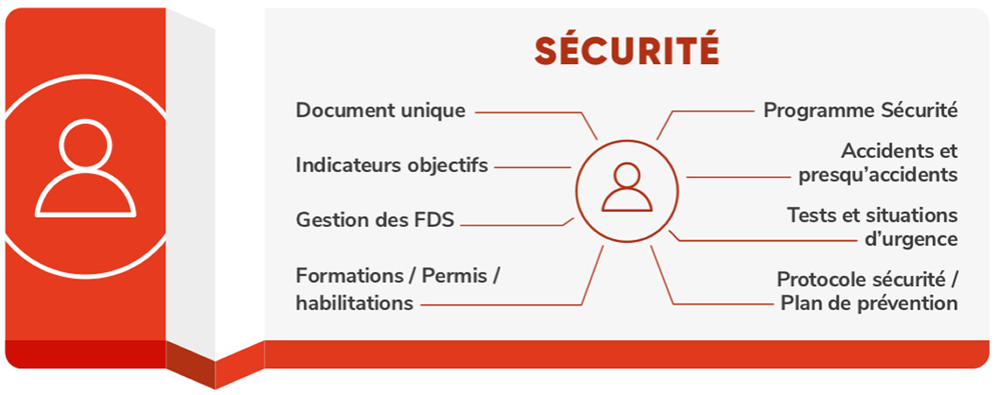 SÉCURITÉ
Document unique
Indicateurs objectifs
Gestion des FDS
Formations / Permis /
habilitations
Programme Sécurité
Accidents et
presqu’accidents
Tests et situations
d’urgence
Protocole sécurité /
Plan de prévention